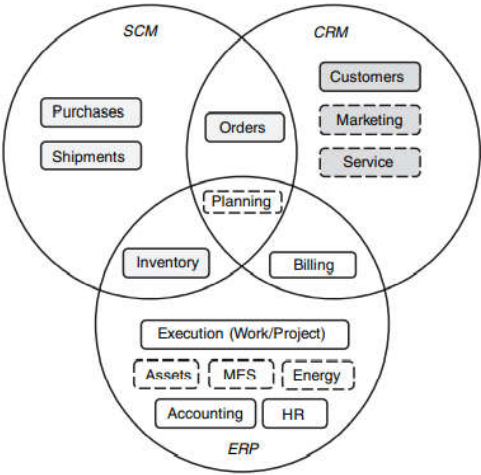 SCM
CRM
Customers
Purchases
Orders
Marketing
Shipments
Service
Planning
Inventory
Billing
Execution (Work/Project)
Assets
MES
Energy
Accounting
HR
ERP